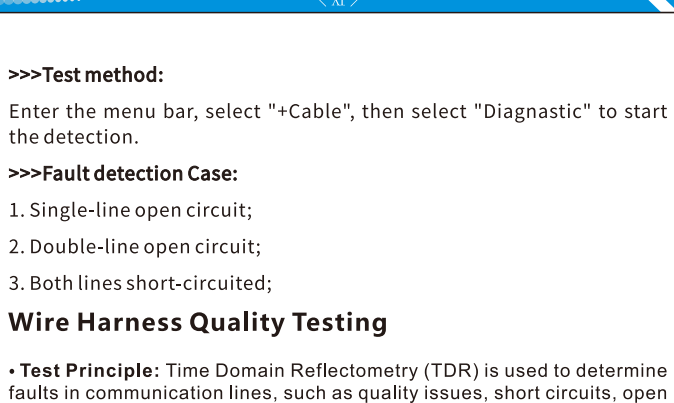 >>>Test method:
Enter the menu bar, select "+Cable", then select "Diagnastic" to start
the detection.
>>>Fault detection Case:
1. Single-line open circuit;
2. Double-line open circuit;
3. Both lines short-circuited;
Wire Harness Quality Testing
• Test Principle: Time Domain Reflectometry (TDR) is used to determine
faults in communication lines, such as quality issues, short circuits, open